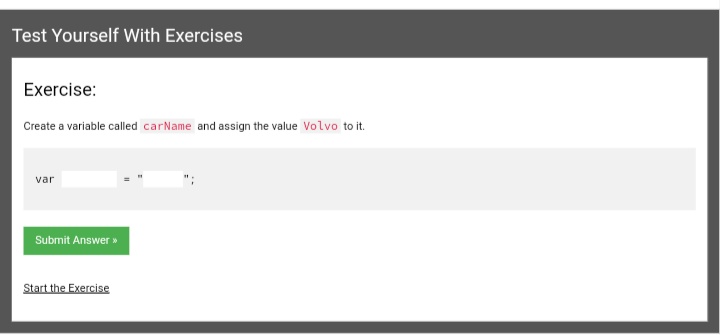 Test Yourself With Exercises
Exercise:
Create a variable called carName and assign the value Volvo to it.
var = " ";
Submit Answer »
Start the Exercise